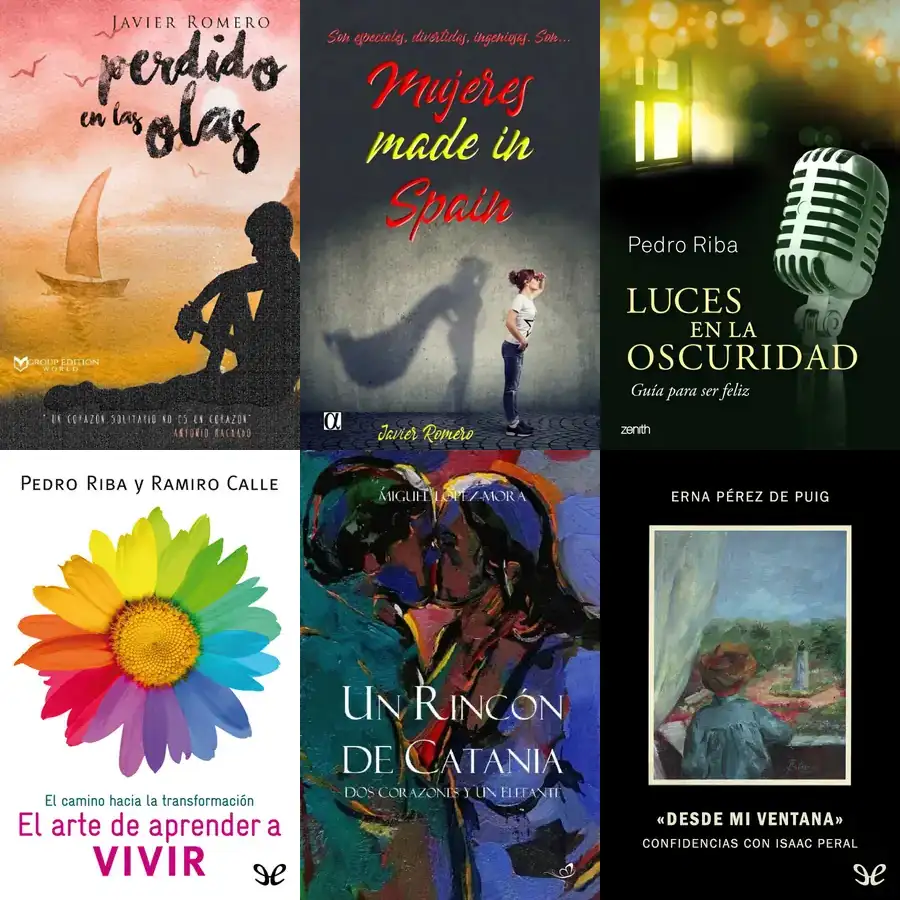 JAVIER ROMERO
perdido
en las
olas
GROUP EDITION
WORLD
" UN CORAZÓN SOLITARIO NO ES UN CORAZÓN"
ANTONIO MACHADO
Son especiales, divertidas, ingeniosas. Son...
Mujeres
made in
Spain
α
Javier Romero
Pedro Riba
LUCES
EN LA
OSCURIDAD
Guía para ser feliz
zenith
PEDRO RIBA Y RAMIRO CALLE
El camino hacia la transformación
El arte de aprender a
VIVIR
MIGUEL LÓPEZ-MORA
UN RINCÓN
DE CATANIA
DOS CORAZONES Y UN ELEFANTE
ERNA PÉREZ DE PUIG
«DESDE MI VENTANA»
CONFIDENCIAS CON ISAAC PERAL